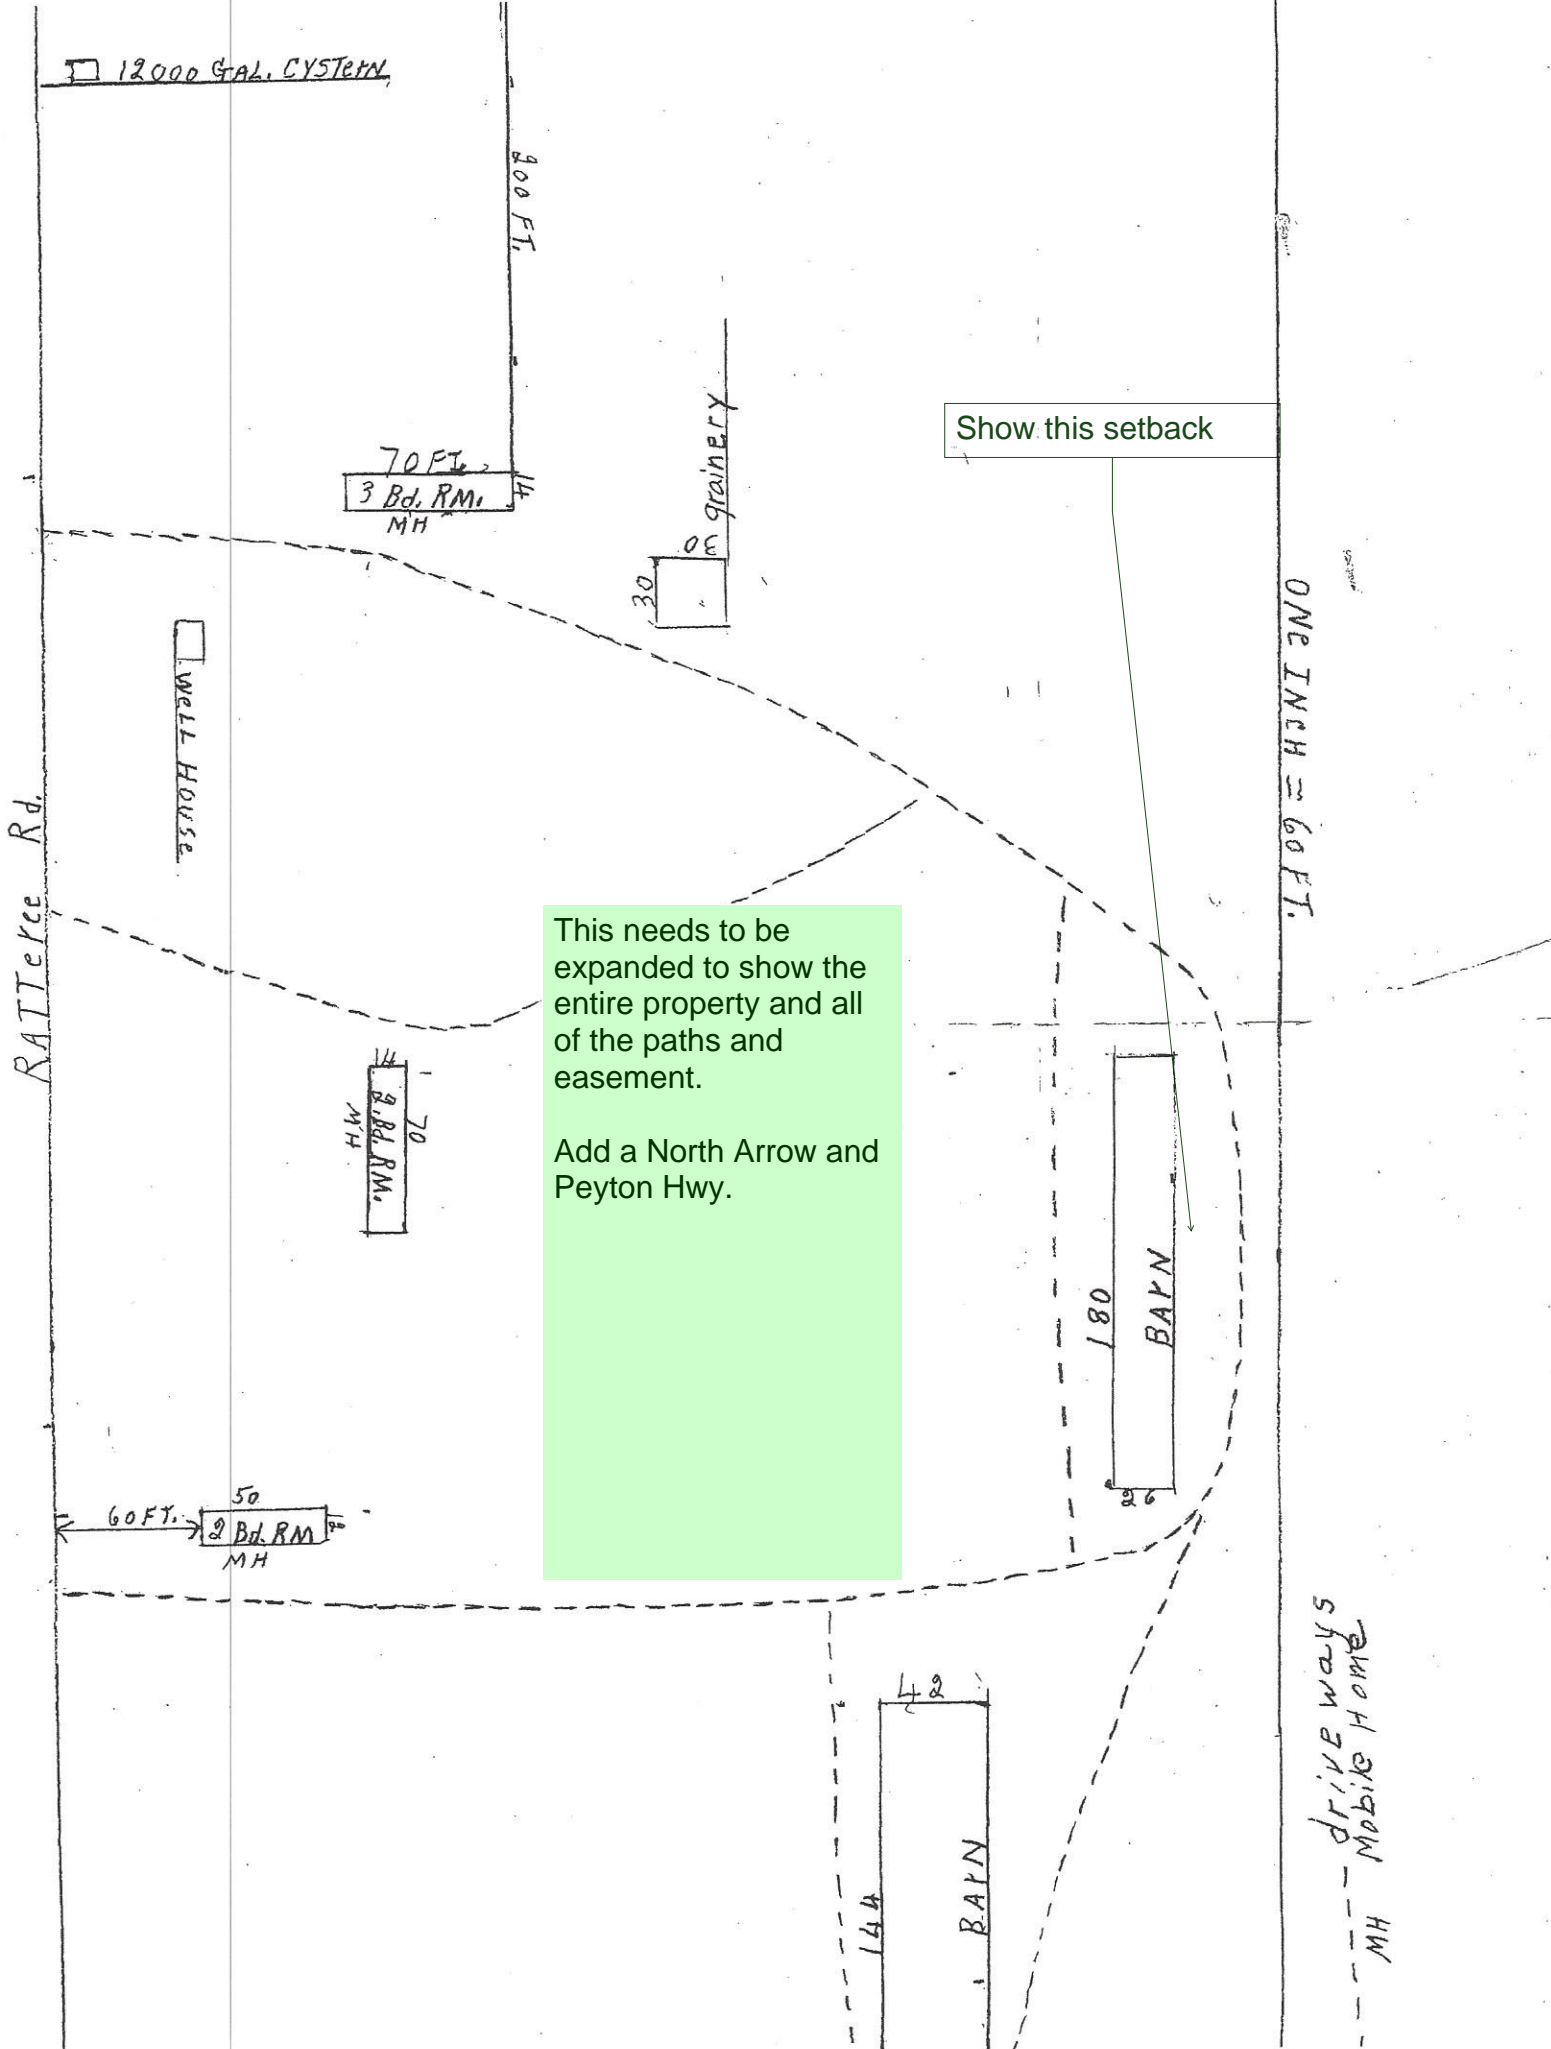 12000 GAL. CYSTerN
200 FT.
70 FT.
3 Bd. RM.
14
MH
grainery
30
30
Show this setback
ONE INCH = 60 FT.
WeLL HOUSe
RATTeree Rd.
This needs to be
expanded to show the
entire property and all
of the paths and
easement.
Add a North Arrow and
Peyton Hwy.
14
2.Bd. RM.
70
MH
180
BArN
26
60 FT.
50
2 Bd. RM
MH
42
144
BArN
---- drive ways
MH Mobile Home